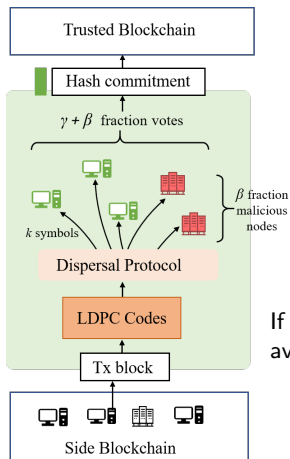 Trusted Blockchain
Hash commitment
γ + β fraction votes
k symbols
β fraction
malicious
nodes
Dispersal Protocol
LDPC Codes
If
av
Tx block
Side Blockchain